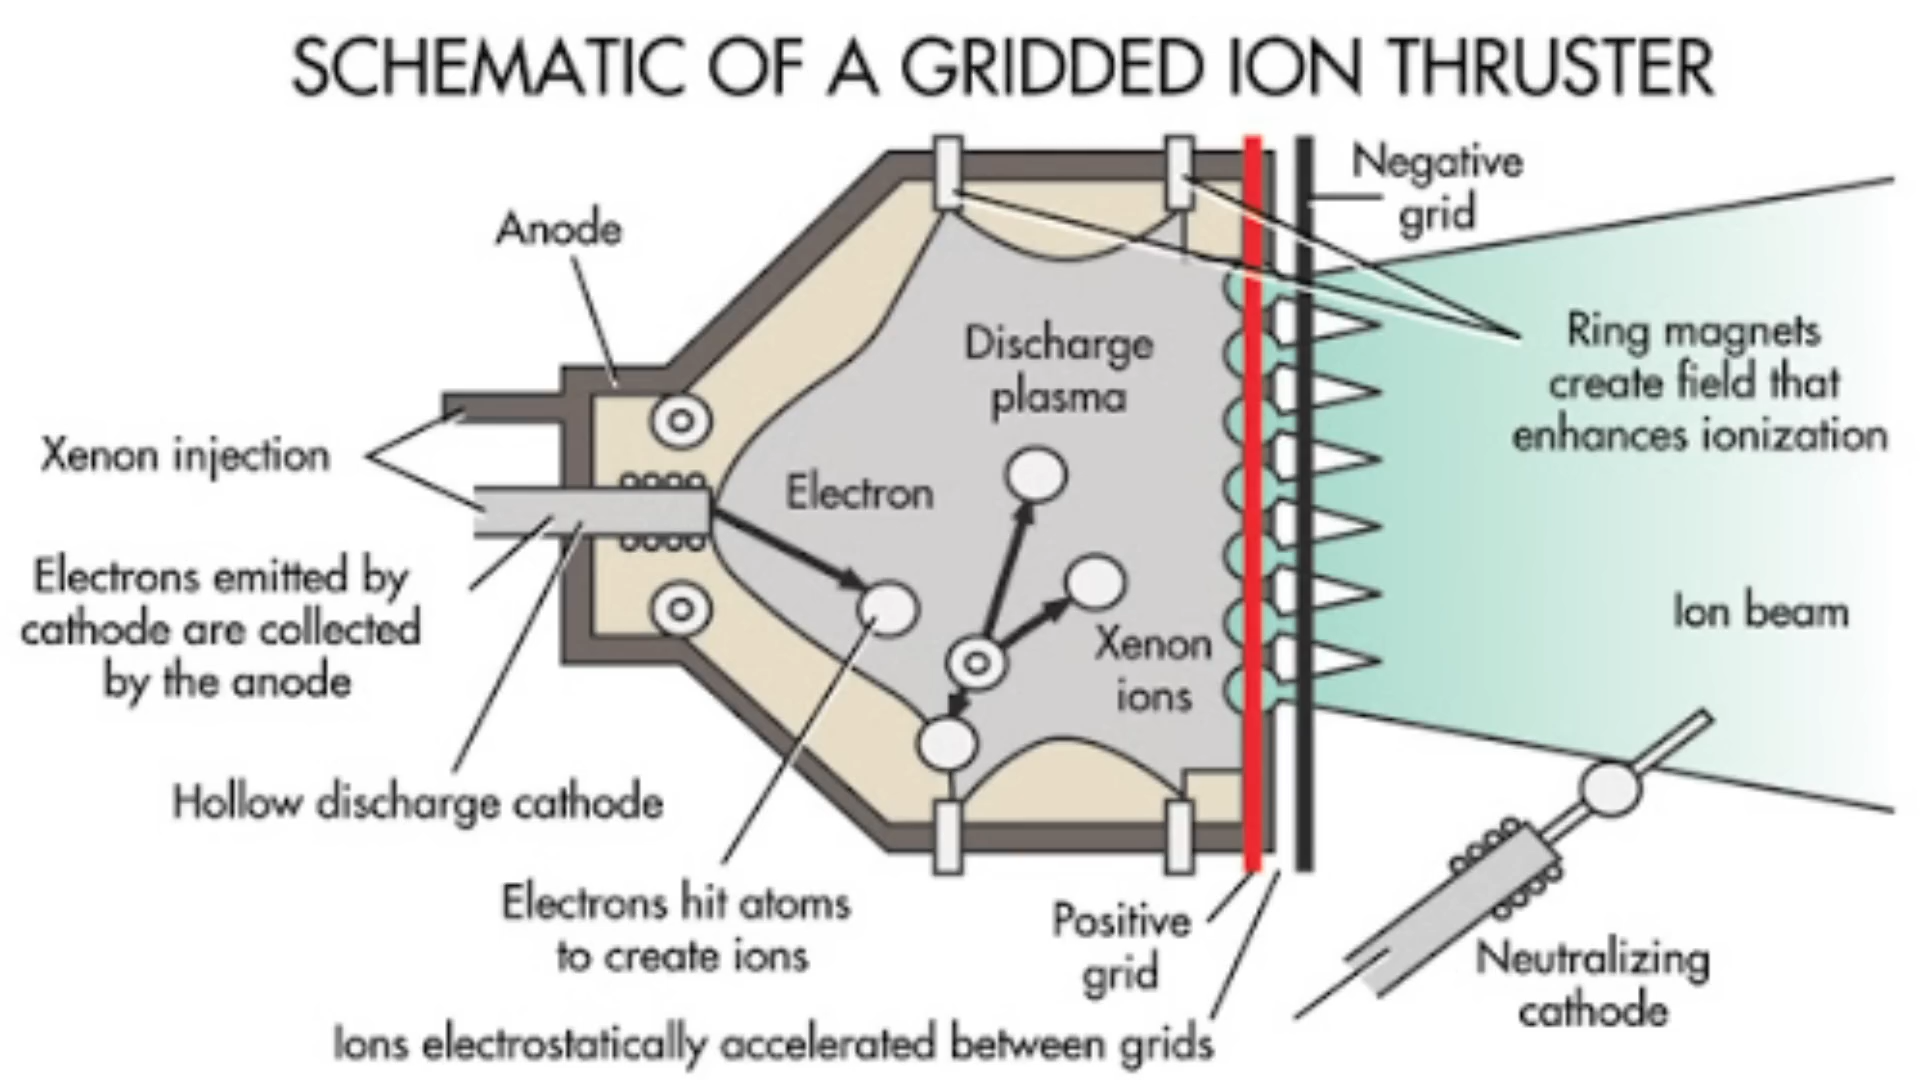 SCHEMATIC OF A GRIDDED ION THRUSTER
Negative
grid
Anode
Ring magnets
create field that
enhances ionization
Discharge
plasma
Xenon injection
Electron
Electrons emitted by
cathode are collected
by the anode
Ion beam
Xenon
ions
Hollow discharge cathode
Electrons hit atoms
to create ions
Positive
grid
Neutralizing
cathode
Ions electrostatically accelerated between grids